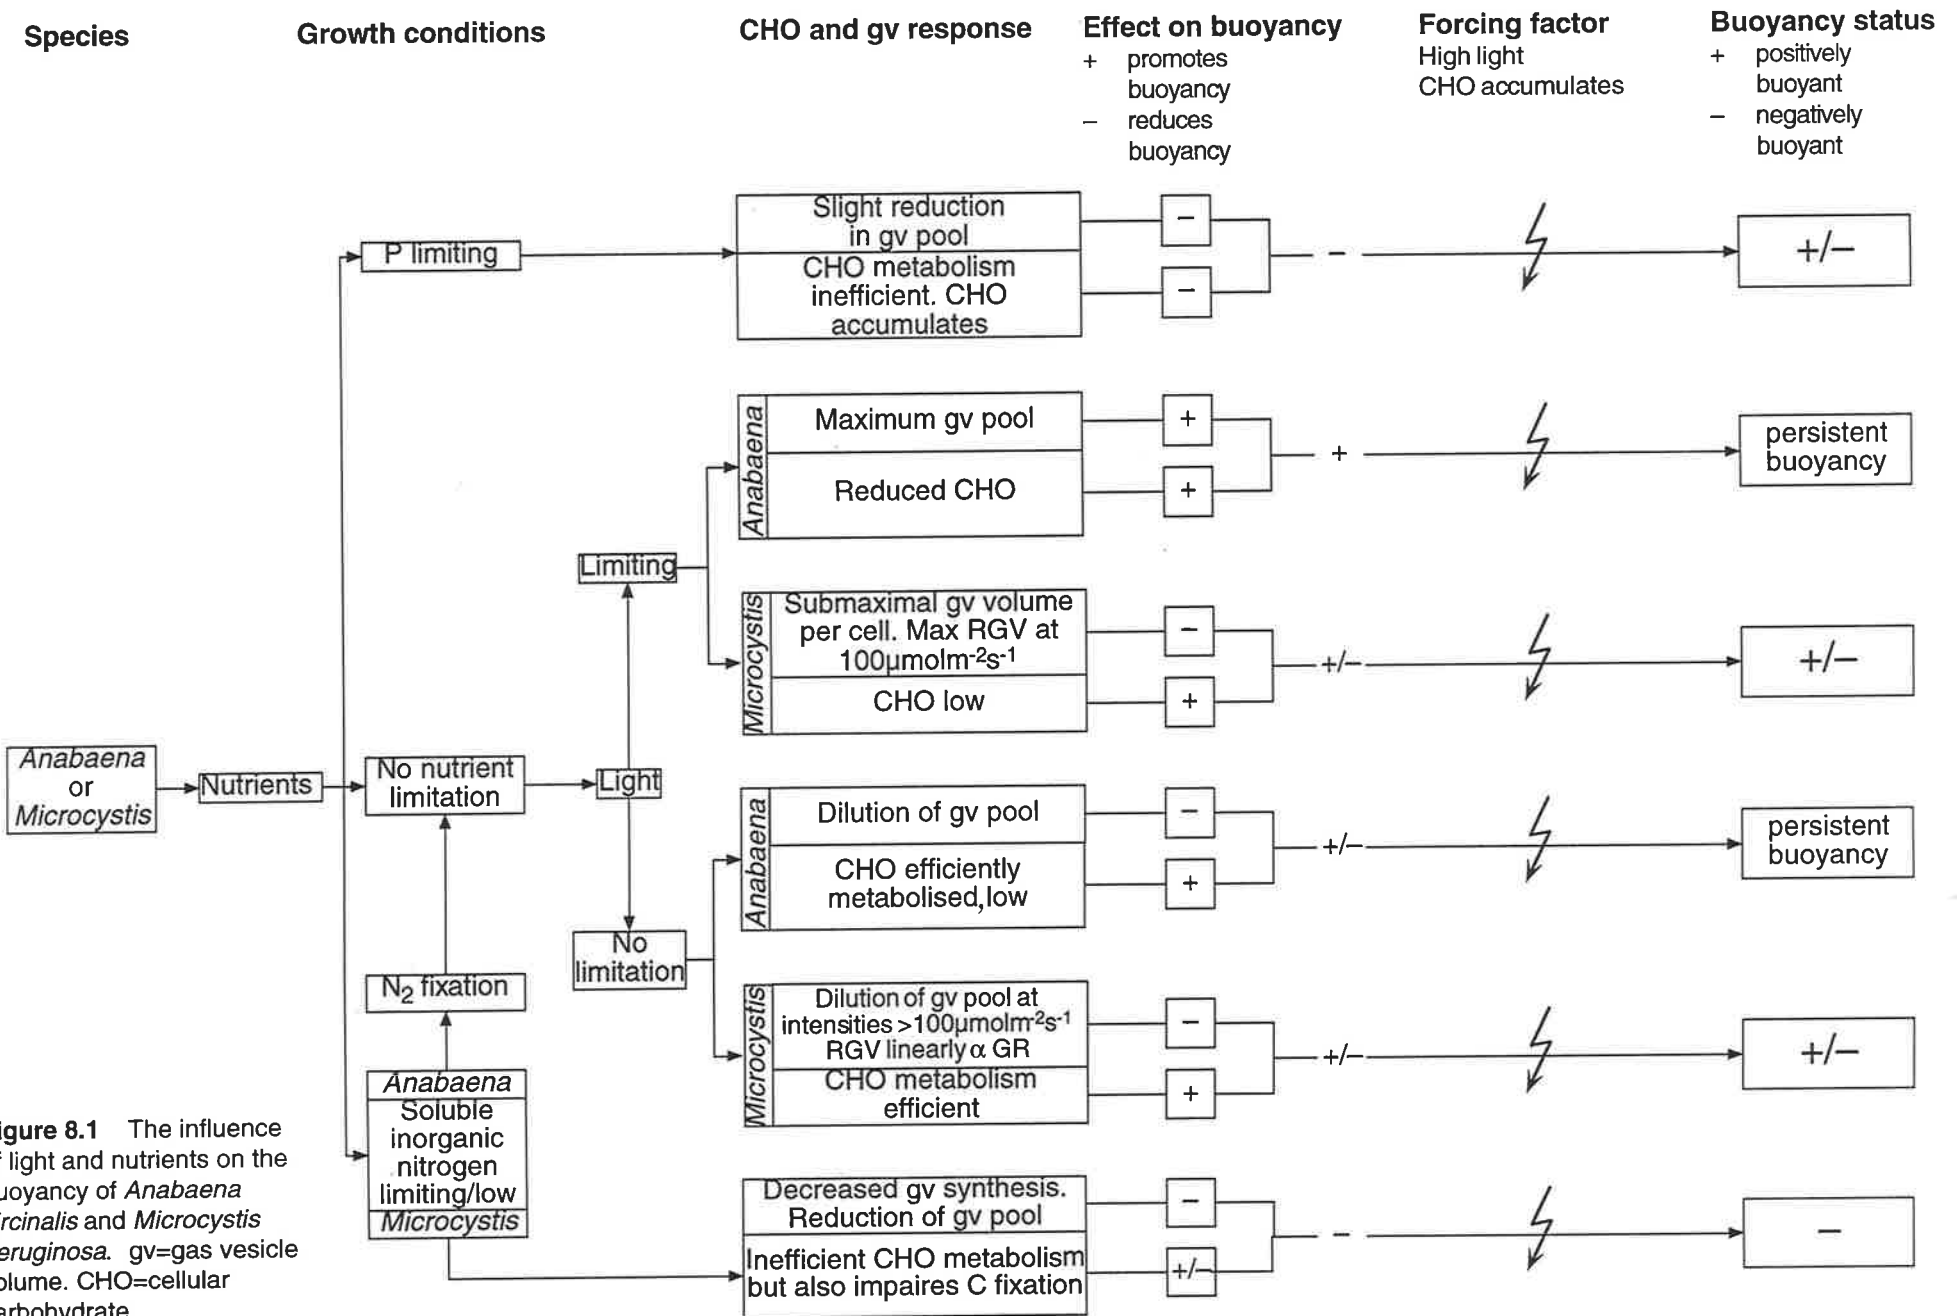 Species
Growth conditions
CHO and gv response
Effect on buoyancy
+ promotes
buoyancy
− reduces
buoyancy
Forcing factor
High light
CHO accumulates
Buoyancy status
+ positively
buoyant
− negatively
buoyant
Anabaena
or
Microcystis
Nutrients
P limiting
Slight reduction
in gv pool
CHO metabolism
inefficient. CHO
accumulates
−
−
−
+/−
No nutrient
limitation
Light
Limiting
Anabaena
Maximum gv pool
Reduced CHO
+
+
+
persistent
buoyancy
Microcystis
Submaximal gv volume
per cell. Max RGV at
100µmolm-2s-1
CHO low
−
+
+/−
+/−
No
limitation
Anabaena
Dilution of gv pool
CHO efficiently
metabolised, low
−
+
+/−
persistent
buoyancy
Microcystis
Dilution of gv pool at
intensities >100µmolm-2s-1
RGV linearly α GR
CHO metabolism
efficient
−
+
+/−
+/−
N2 fixation
Anabaena
Soluble
inorganic
nitrogen
limiting/low
Microcystis
Decreased gv synthesis.
Reduction of gv pool
Inefficient CHO metabolism
but also impaires C fixation
−
+/−
−
−
igure 8.1 The influence
light and nutrients on the
uoyancy of Anabaena
rcinalis and Microcystis
eruginosa. gv=gas vesicle
olume. CHO=cellular
arbohydrate